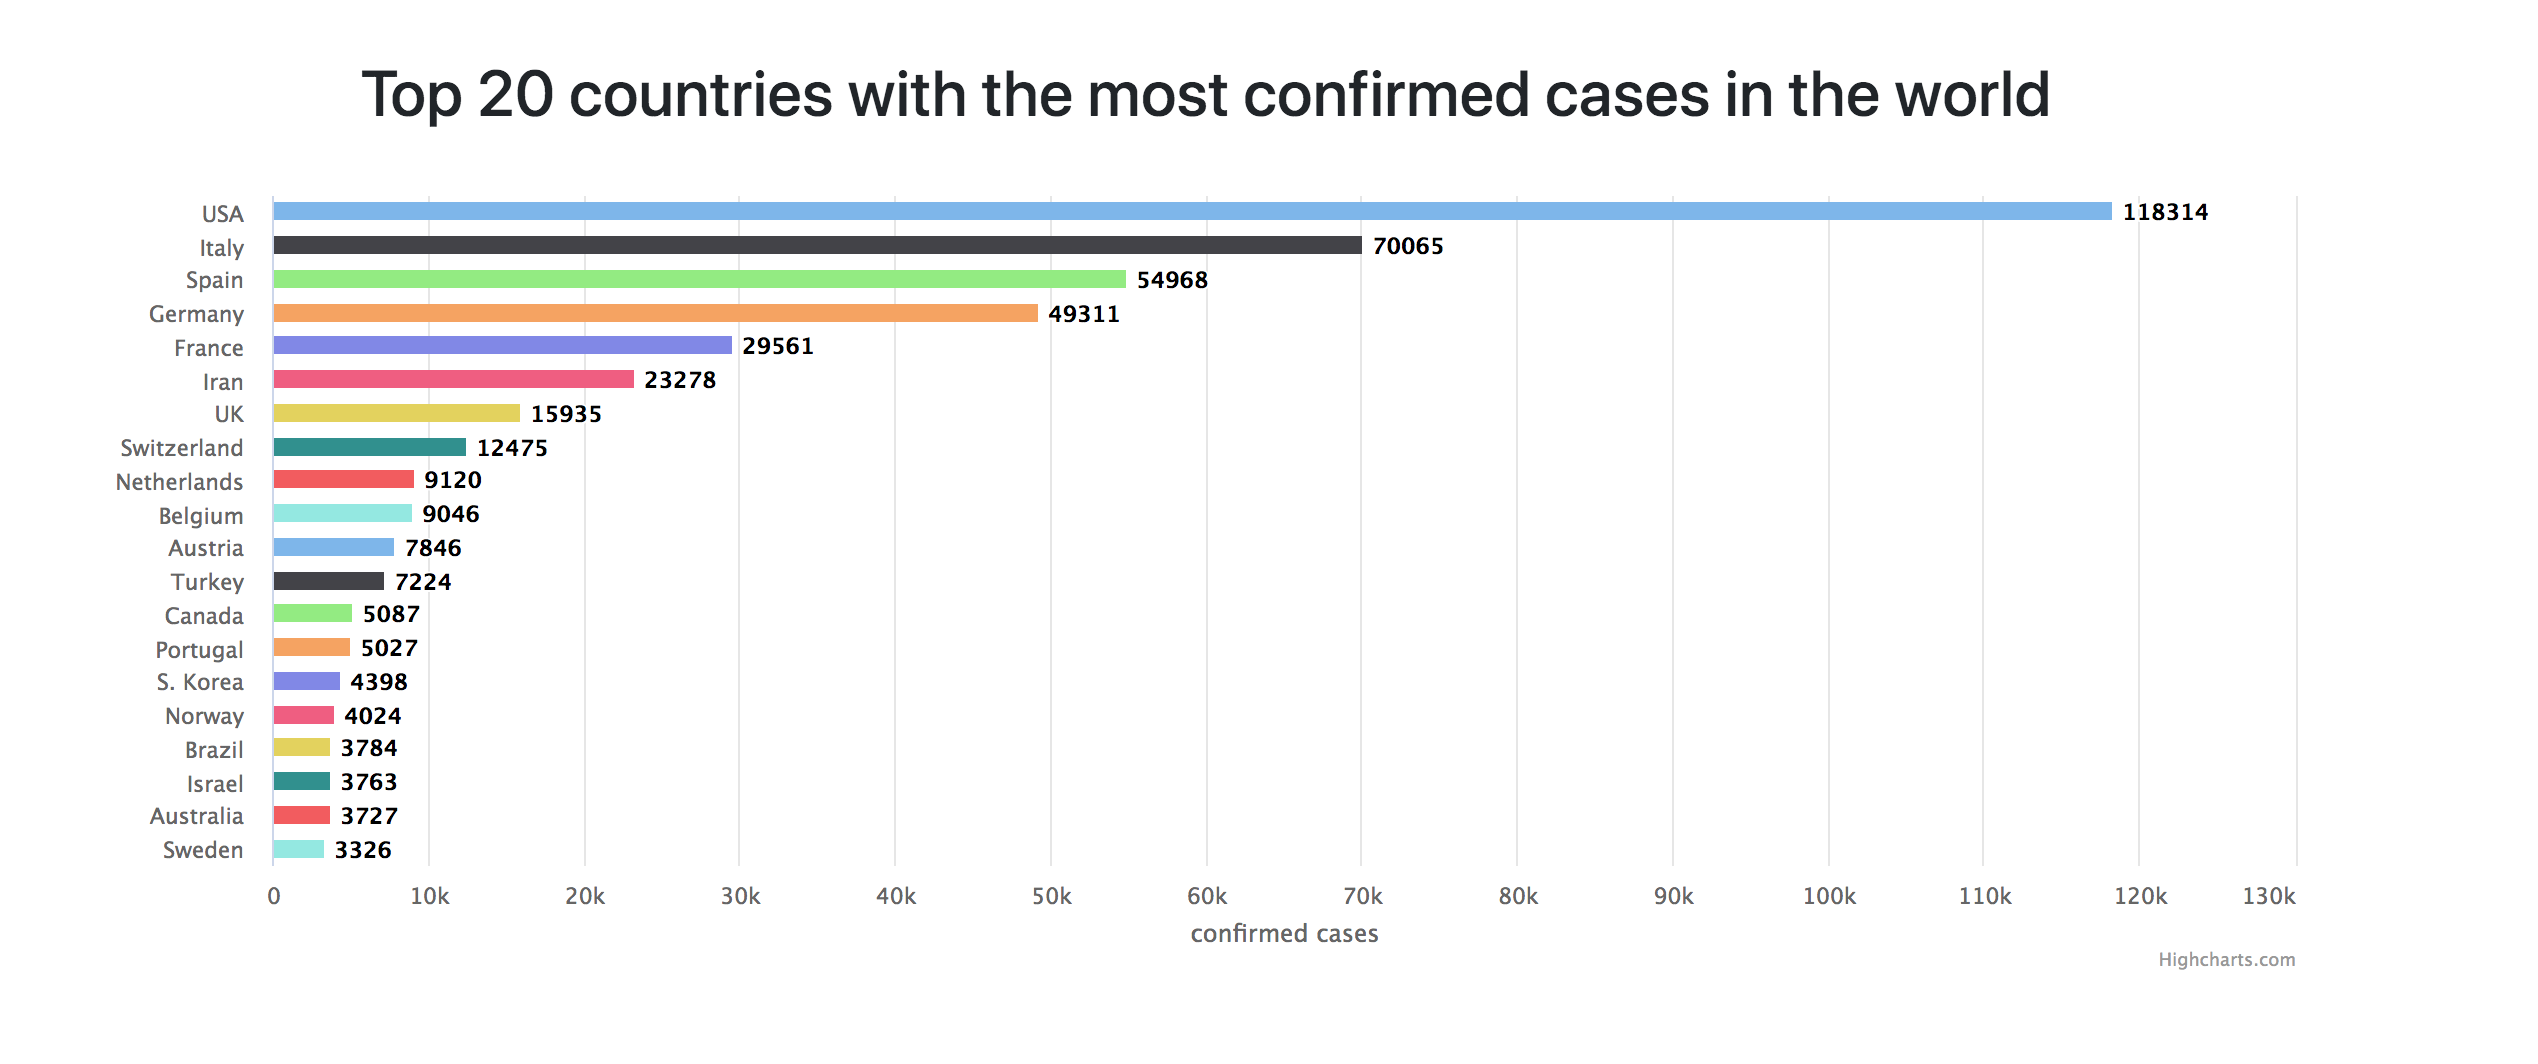 Top 20 countries with the most confirmed cases in the world
USA 118314
Italy 70065
Spain 54968
Germany 49311
France 29561
Iran 23278
UK 15935
Switzerland 12475
Netherlands 9120
Belgium 9046
Austria 7846
Turkey 7224
Canada 5087
Portugal 5027
S. Korea 4398
Norway 4024
Brazil 3784
Israel 3763
Australia 3727
Sweden 3326
0 10k 20k 30k 40k 50k 60k 70k 80k 90k 100k 110k 120k 130k
confirmed cases
Highcharts.com